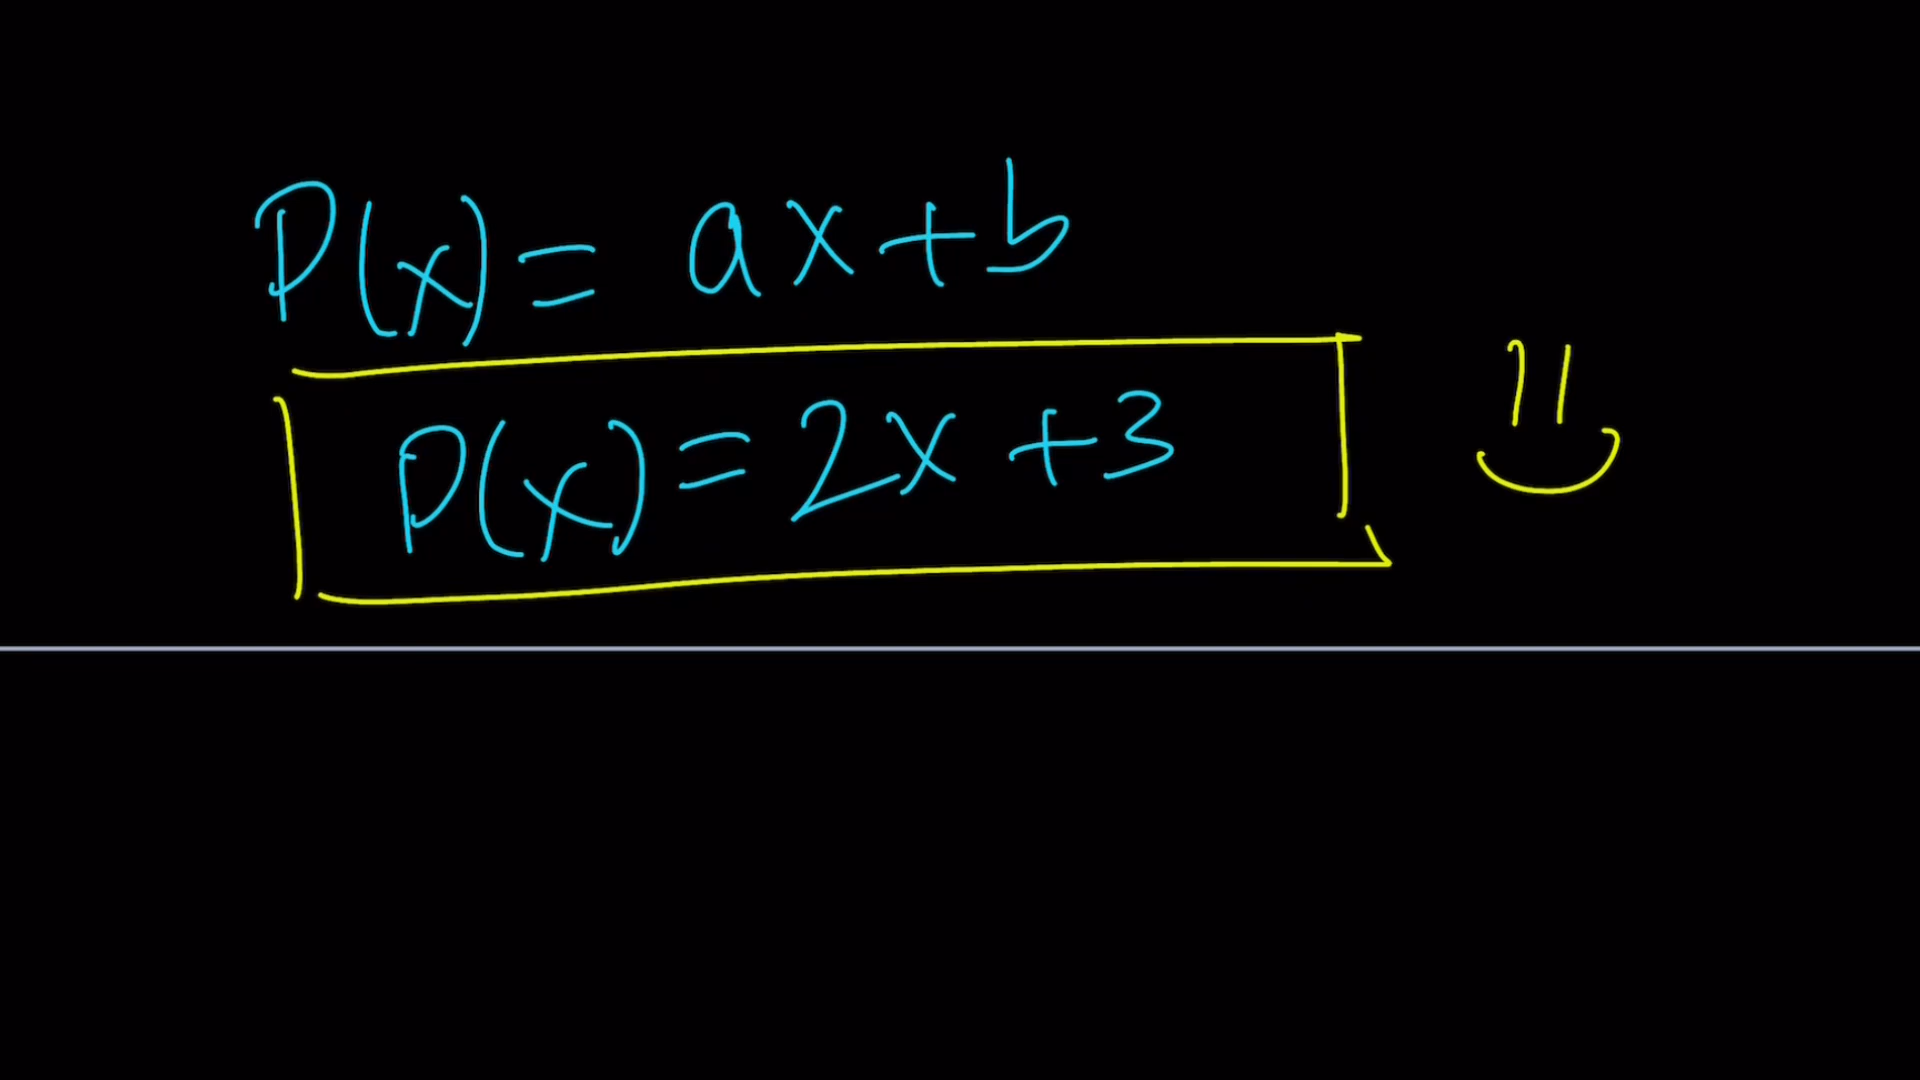 P(x) = ax+b
P(x) = 2x +3